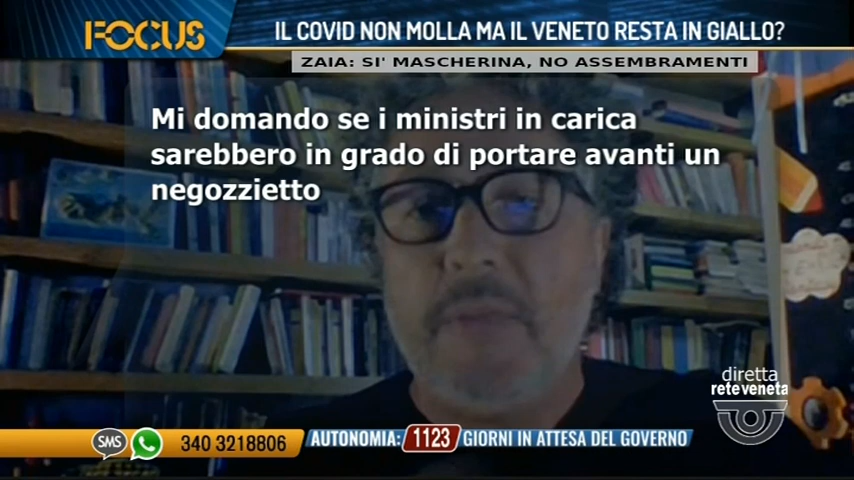 FOCUS
IL COVID NON MOLLA MA IL VENETO RESTA IN GIALLO?
ZAIA: SI' MASCHERINA, NO ASSEMBRAMENTI
Mi domando se i ministri in carica
sarebbero in grado di portare avanti un
negozzietto
diretta
reteveneta
SMS 340 3218806 AUTONOMIA: 1123 GIORNI IN ATTESA DEL GOVERNO